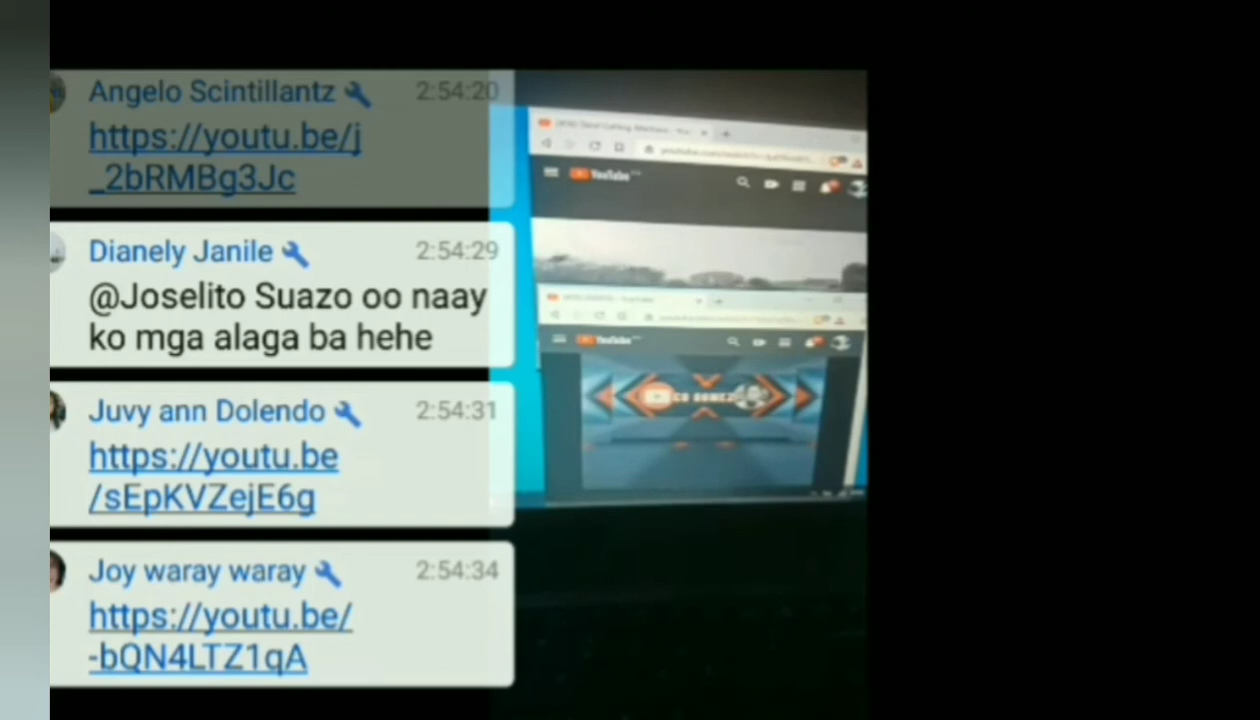 Angelo Scintillantz 2:54:20
https://youtu.be/j
_2bRMBg3Jc
Dianely Janile 2:54:29
@Joselito Suazo oo naay
ko mga alaga ba hehe
Juvy ann Dolendo 2:54:31
https://youtu.be
/sEpKVZejE6g
Joy waray waray 2:54:34
https://youtu.be/
-bQN4LTZ1qA
YouTube
YouTube